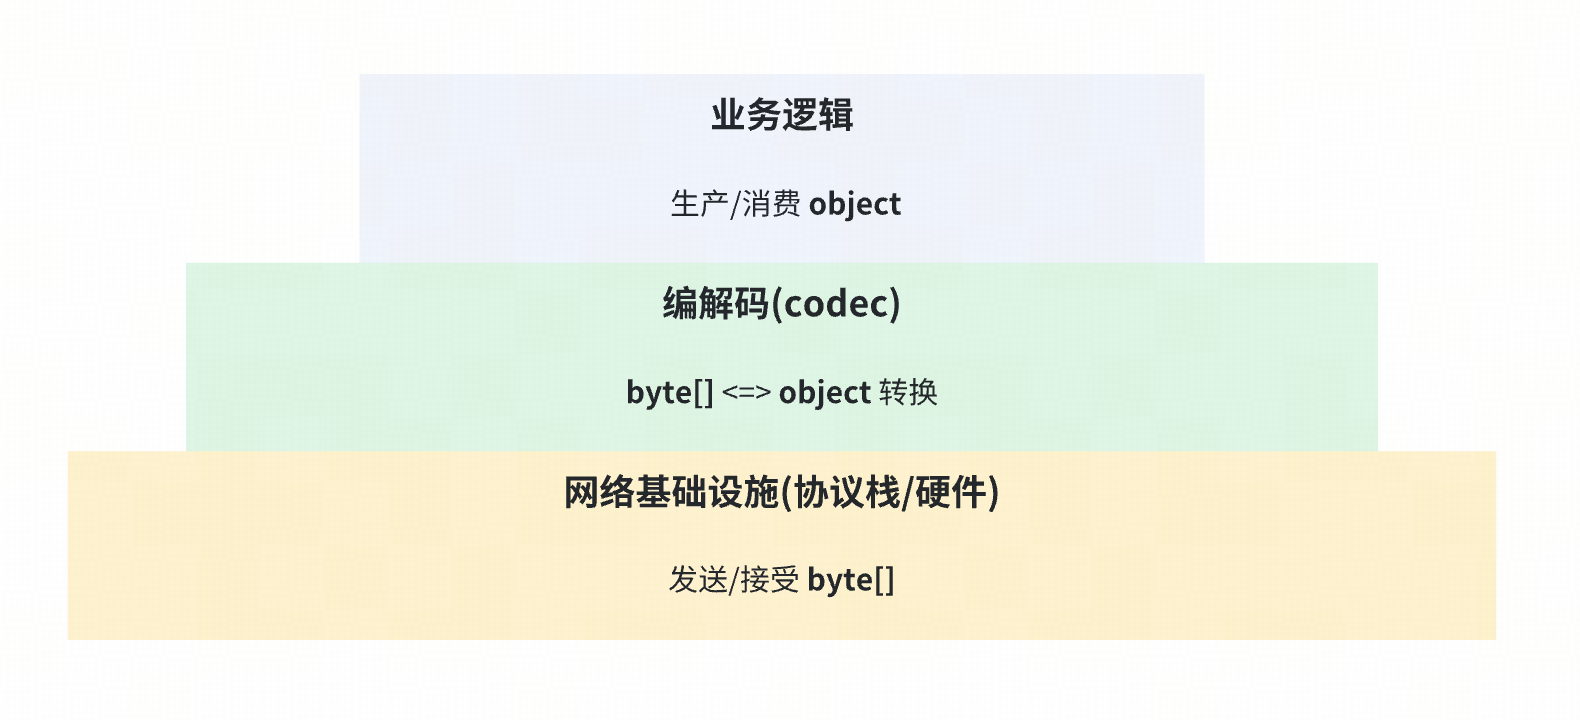 业务逻辑
生产/消费 object
编解码(codec)
byte[] <=> object 转换
网络基础设施(协议栈/硬件)
发送/接受 byte[]